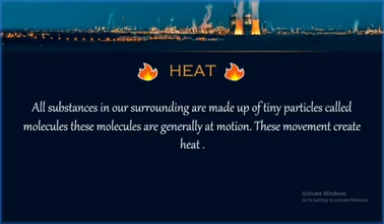 HEAT
All substances in our surrounding are made up of tiny particles called
molecules these molecules are generally at motion. These movement create
heat .
Activate Windows
Go to Settings to activate Windows.